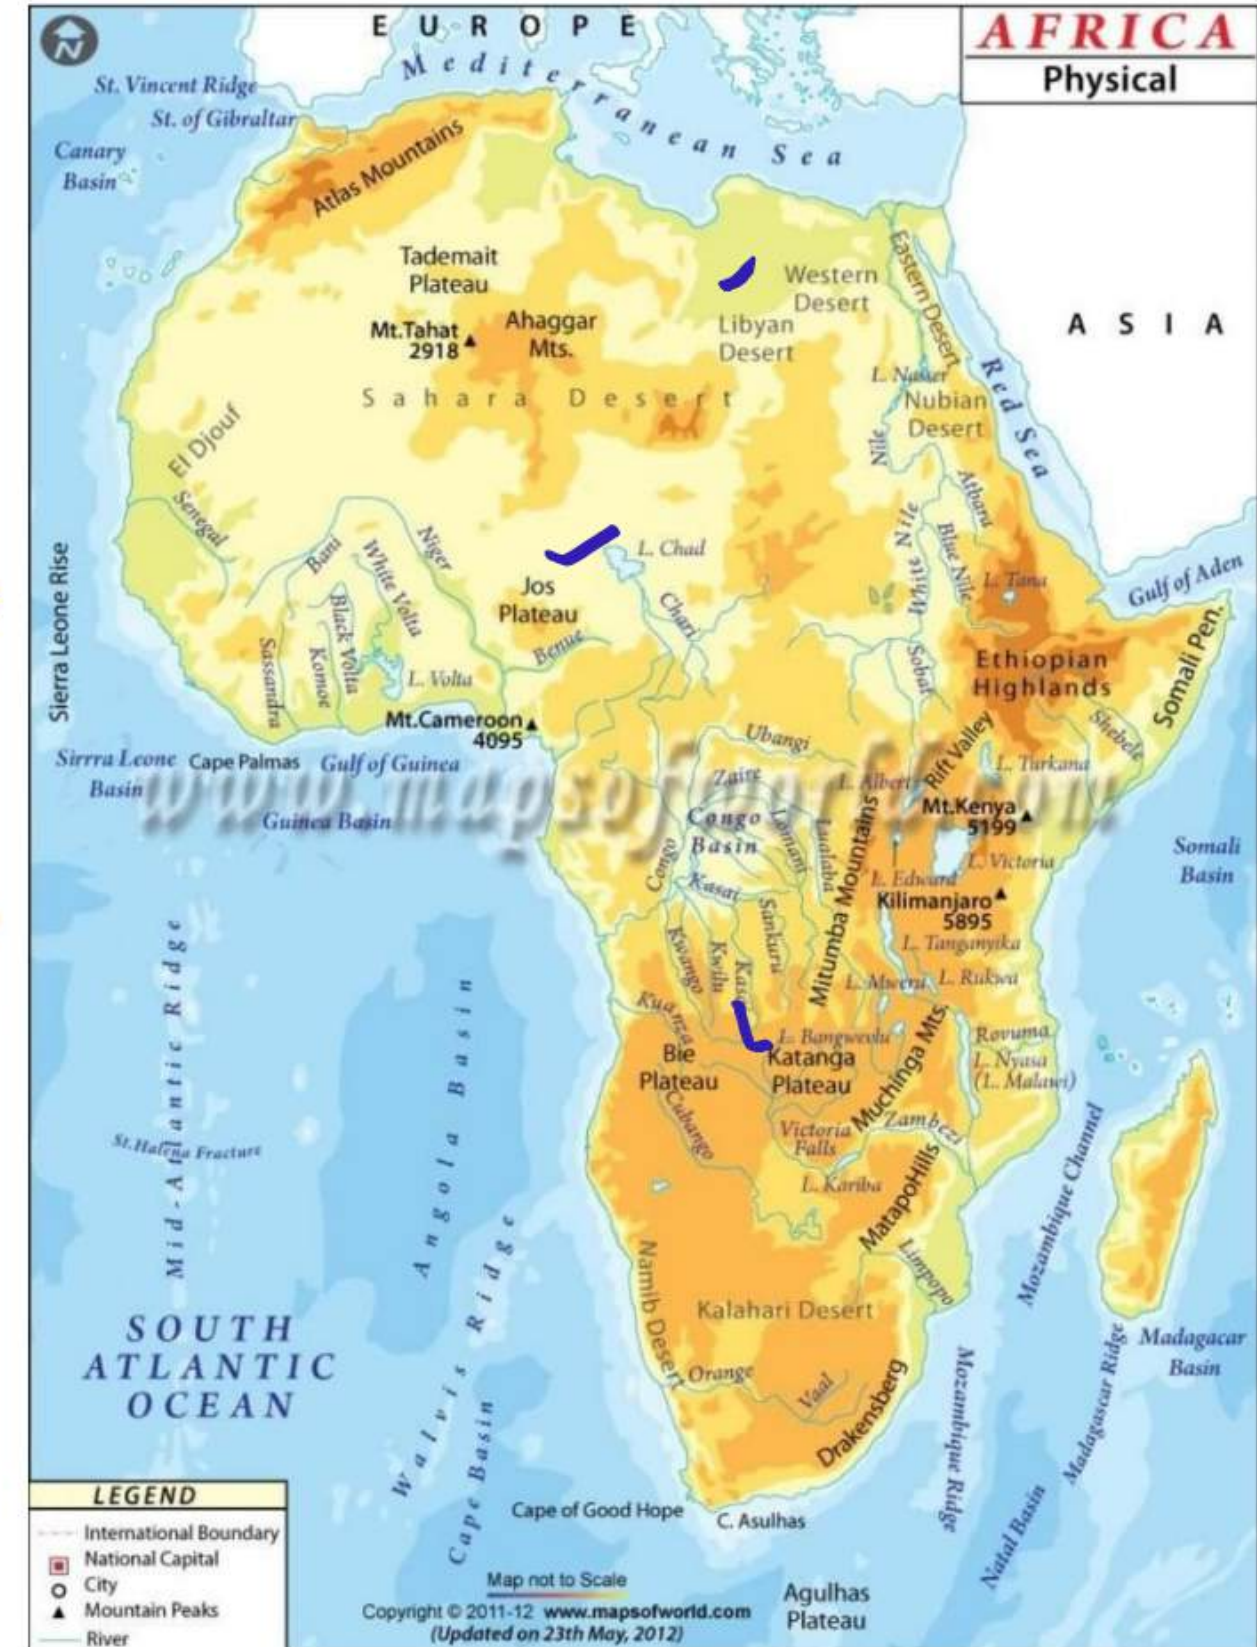 EUROPE
AFRICA
Physical
Mediterranean Sea
St. Vincent Ridge
St. of Gibraltar
Canary
Basin
Atlas Mountains
Tademait
Plateau
Western
Desert
Eastern Desert
Mt.Tahat
2918
Ahaggar
Mts.
Libyan
Desert
ASIA
L. Nasser
Red Sea
Sahara Desert
Nubian
Desert
El Djouf
Nile
Senegal
Atbara
Bani
Niger
White Volta
L. Chad
White Nile
Blue Nile
L. Tana
Gulf of Aden
Sierra Leone Rise
Jos
Plateau
Chari
Black Volta
Komoe
Sassandra
Benue
L. Volta
Sobat
Ethiopian
Highlands
Somali Pen.
Mt.Cameroon
4095
Shebele
Ubangi
Rift Valley
Sirrra Leone
Basin
Cape Palmas
Gulf of Guinea
L. Turkana
Zaire
L. Albert
www.mapsofworld.com
Mt.Kenya
5199
Guinea Basin
Congo
Basin
Lomami
Lualaba
Congo
Mitumba Mountains
L. Victoria
Somali
Basin
Kasai
L. Edward
Kilimanjaro
5895
Sankuru
Kwango
Kwilu
Kasa
L. Tanganyika
L. Mweru
L. Rukwa
Mid-Atlantic Ridge
Angola Basin
Kuanza
L. Bangweulu
Rovuma
Bie
Plateau
Katanga
Plateau
Muchinga Mts.
L. Nyasa
(L. Malawi)
Cubango
Victoria
Falls
Zambezi
St.Halena Fracture
L. Kariba
MatapoHills
Mozambique Channel
Walvis Ridge
Namib Desert
Limpopo
Kalahari Desert
SOUTH
ATLANTIC
OCEAN
Madagacar
Basin
Orange
Vaal
Drakensberg
Mozambique Ridge
Madagascar Ridge
Cape Basin
Natal Basin
Cape of Good Hope
C. Asulhas
LEGEND
International Boundary
National Capital
City
Mountain Peaks
River
Map not to Scale
Copyright © 2011-12 www.mapsofworld.com
(Updated on 23th May, 2012)
Agulhas
Plateau
N